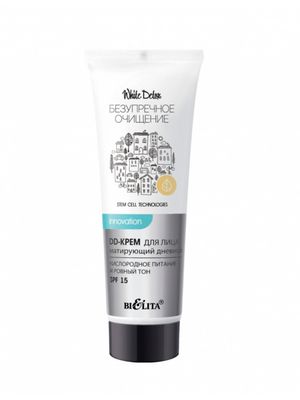 White Detox
БЕЗУПРЕЧНОЕ
ОЧИЩЕНИЕ
STEM CELL TECHNOLOGIES
innovation
DD-КРЕМ ДЛЯ ЛИЦА
матирующий дневной
КИСЛОРОДНОЕ ПИТАНИЕ
И РОВНЫЙ ТОН
SPF 15
BIELITA®